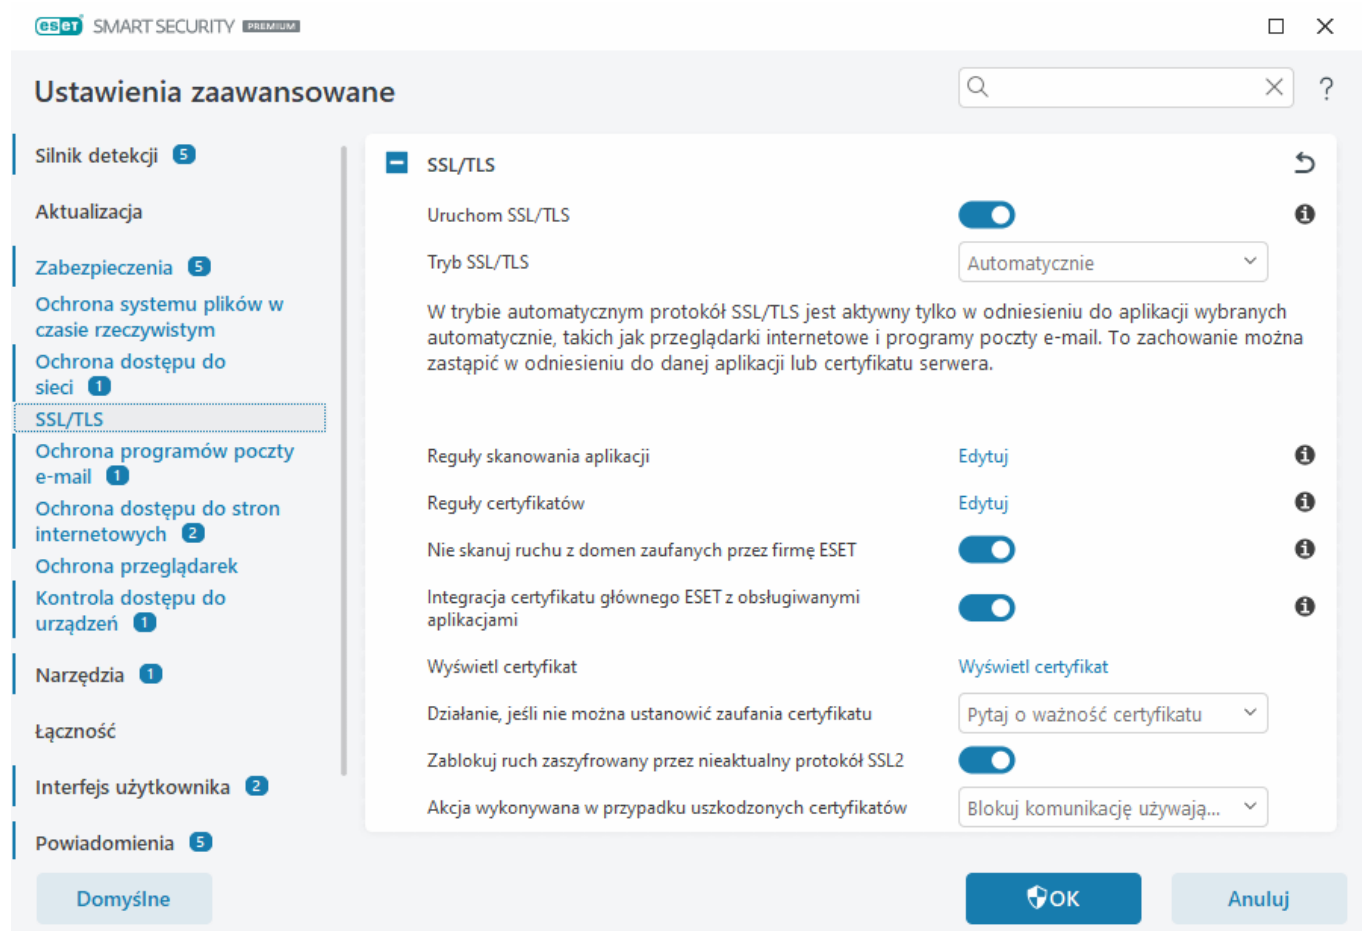 eset SMART SECURITY PREMIUM
Ustawienia zaawansowane
?
Silnik detekcji 5
Aktualizacja
Zabezpieczenia 5
Ochrona systemu plików w
czasie rzeczywistym
Ochrona dostępu do
sieci 1
SSL/TLS
Ochrona programów poczty
e-mail 1
Ochrona dostępu do stron
internetowych 2
Ochrona przeglądarek
Kontrola dostępu do
urządzeń 1
Narzędzia 1
Łączność
Interfejs użytkownika 2
Powiadomienia 5
SSL/TLS
Uruchom SSL/TLS
Tryb SSL/TLS Automatycznie
W trybie automatycznym protokół SSL/TLS jest aktywny tylko w odniesieniu do aplikacji wybranych
automatycznie, takich jak przeglądarki internetowe i programy poczty e-mail. To zachowanie można
zastąpić w odniesieniu do danej aplikacji lub certyfikatu serwera.
Reguły skanowania aplikacji Edytuj
Reguły certyfikatów Edytuj
Nie skanuj ruchu z domen zaufanych przez firmę ESET
Integracja certyfikatu głównego ESET z obsługiwanymi
aplikacjami
Wyświetl certyfikat Wyświetl certyfikat
Działanie, jeśli nie można ustanowić zaufania certyfikatu Pytaj o ważność certyfikatu
Zablokuj ruch zaszyfrowany przez nieaktualny protokół SSL2
Akcja wykonywana w przypadku uszkodzonych certyfikatów Blokuj komunikację używają...
Domyślne OK Anuluj